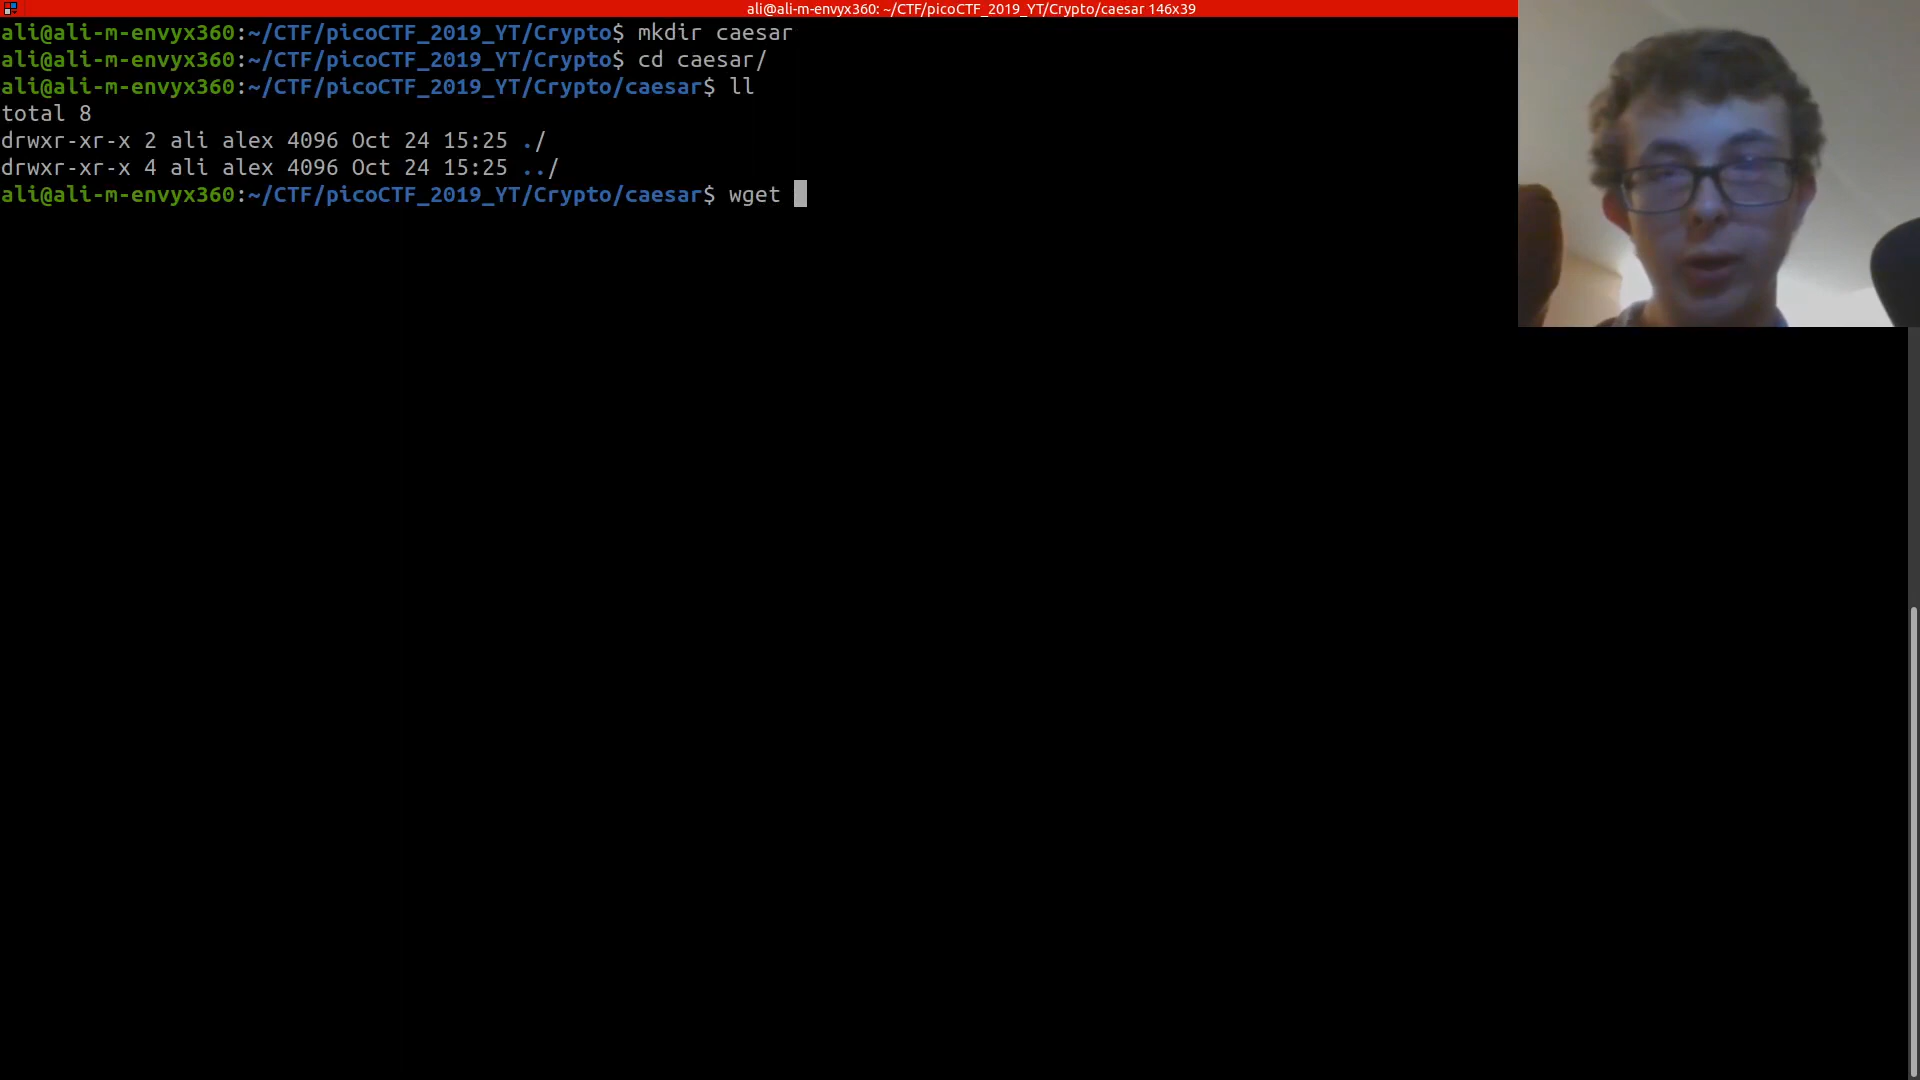 ali@ali-m-envyx360: ~/CTF/picoCTF_2019_YT/Crypto/caesar 146x39
ali@ali-m-envyx360:~/CTF/picoCTF_2019_YT/Crypto$ mkdir caesar
ali@ali-m-envyx360:~/CTF/picoCTF_2019_YT/Crypto$ cd caesar/
ali@ali-m-envyx360:~/CTF/picoCTF_2019_YT/Crypto/caesar$ ll
total 8
drwxr-xr-x 2 ali alex 4096 Oct 24 15:25 ./
drwxr-xr-x 4 ali alex 4096 Oct 24 15:25 ../
ali@ali-m-envyx360:~/CTF/picoCTF_2019_YT/Crypto/caesar$ wget